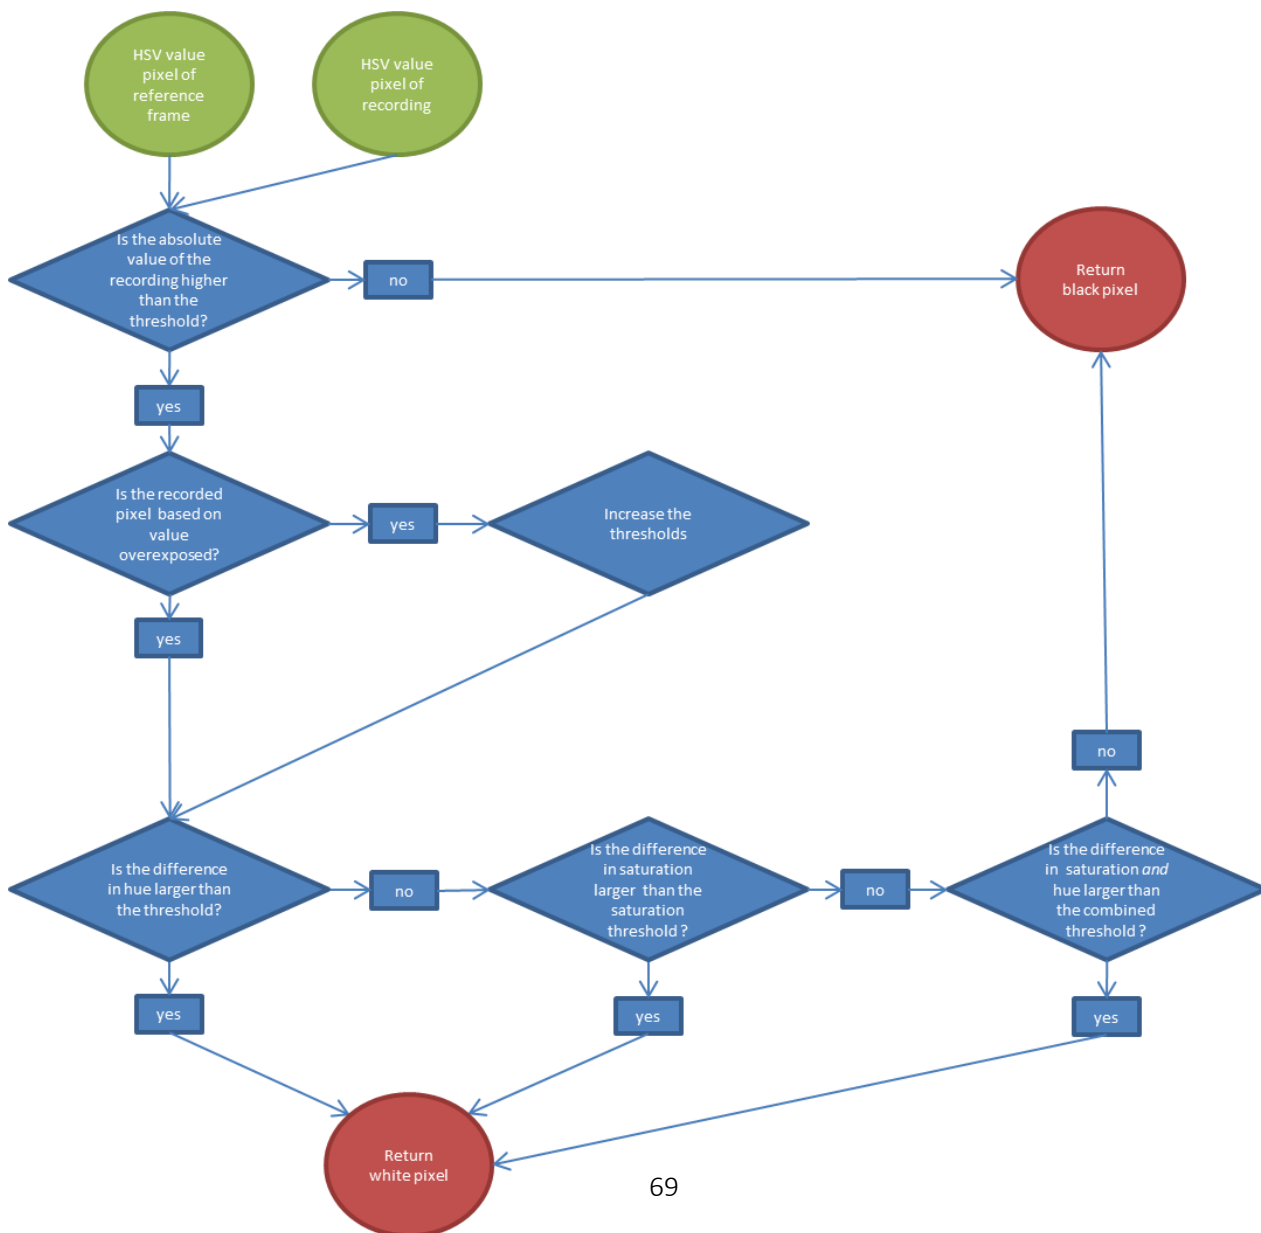 HSV value
pixel of
reference
frame
HSV value
pixel of
recording
Is the absolute
value of the
recording higher
than the
threshold?
no
Return
black pixel
yes
Is the recorded
pixel based on
value
overexposed?
yes
Increase the
thresholds
yes
no
Is the difference
in hue larger than
the threshold?
no
Is the difference
in saturation
larger than the
saturation
threshold ?
no
Is the difference
in saturation and
hue larger than
the combined
threshold ?
yes
yes
yes
Return
white pixel
69